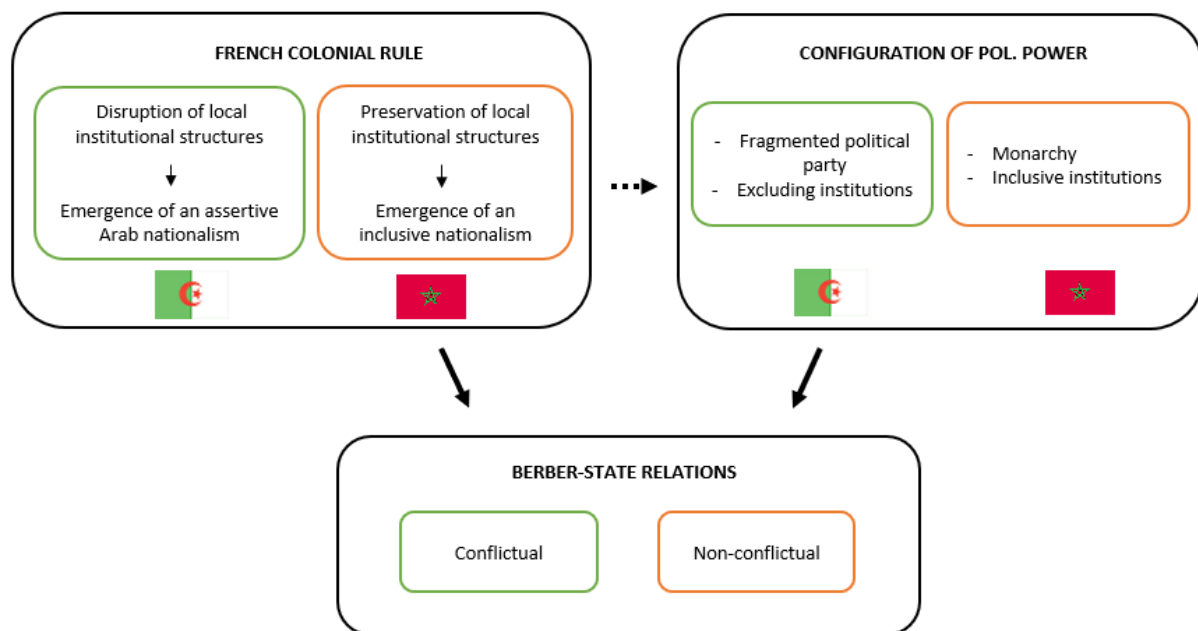 FRENCH COLONIAL RULE
Disruption of local
institutional structures
Emergence of an assertive
Arab nationalism
Preservation of local
institutional structures
Emergence of an
inclusive nationalism
CONFIGURATION OF POL. POWER
- Fragmented political
party
- Excluding institutions
- Monarchy
- Inclusive institutions
BERBER-STATE RELATIONS
Conflictual
Non-conflictual